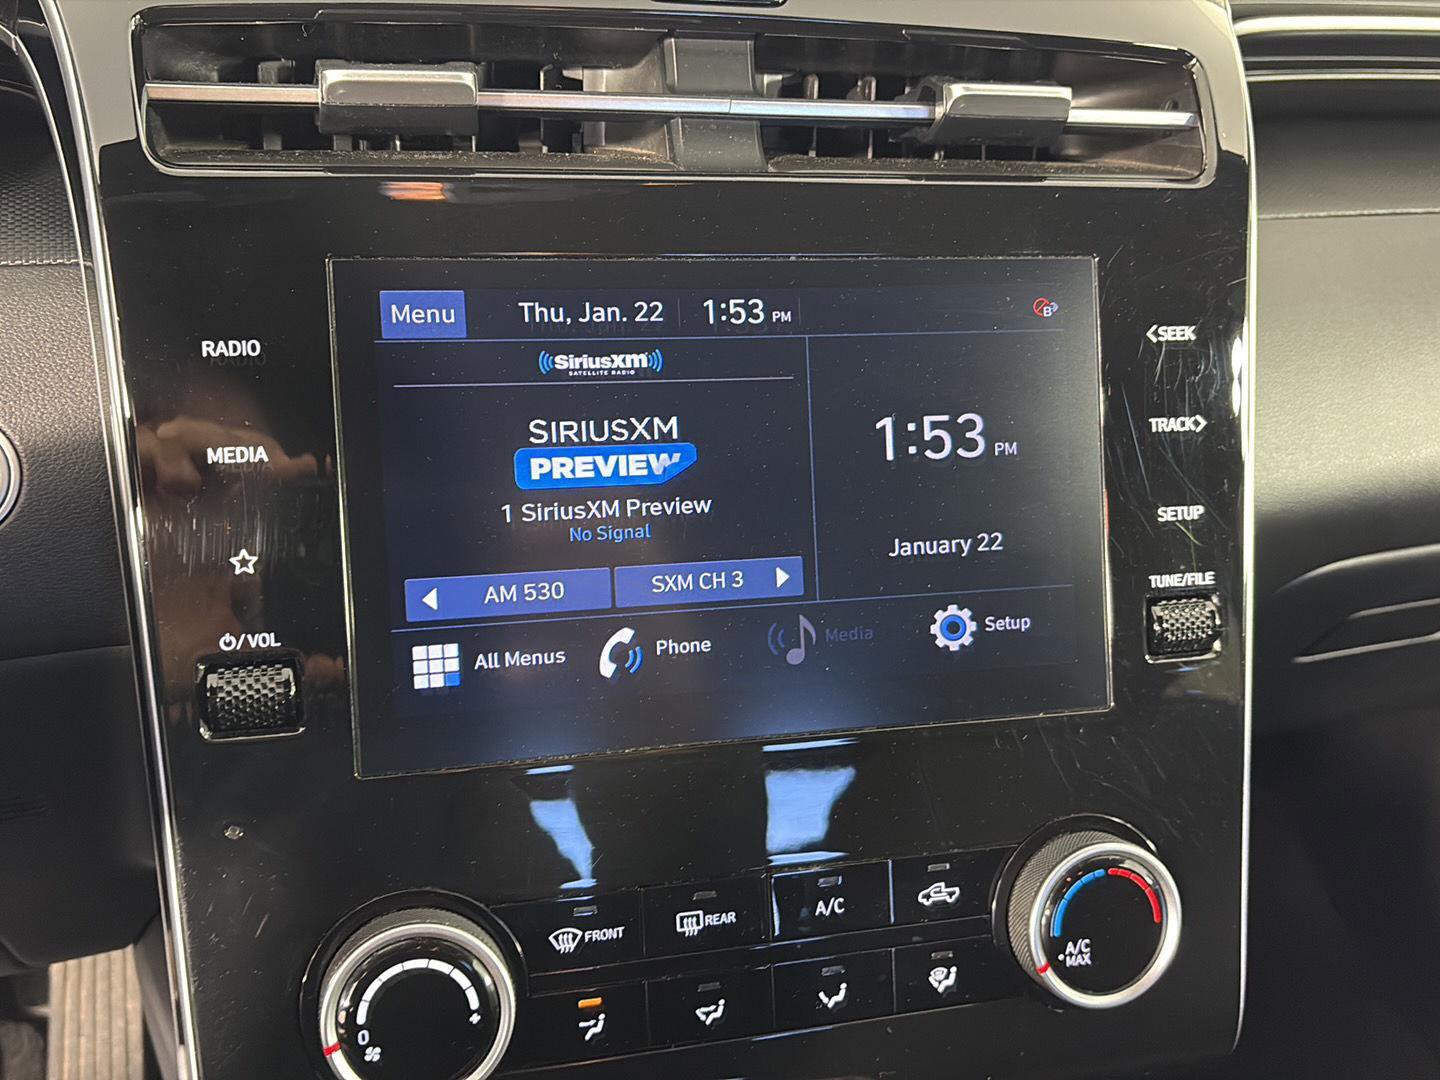 Menu Thu, Jan. 22 1:53 PM
B
((SiriusXM))
SATELLITE RADIO
SIRIUSXM
PREVIEW
1 SiriusXM Preview
No Signal
AM 530 SXM CH 3
1:53 PM
January 22
All Menus Phone Media Setup
RADIO
MEDIA
VOL
SEEK
TRACK
SETUP
TUNE/FILE
FRONT
REAR
A/C
0 +
A/C
MAX